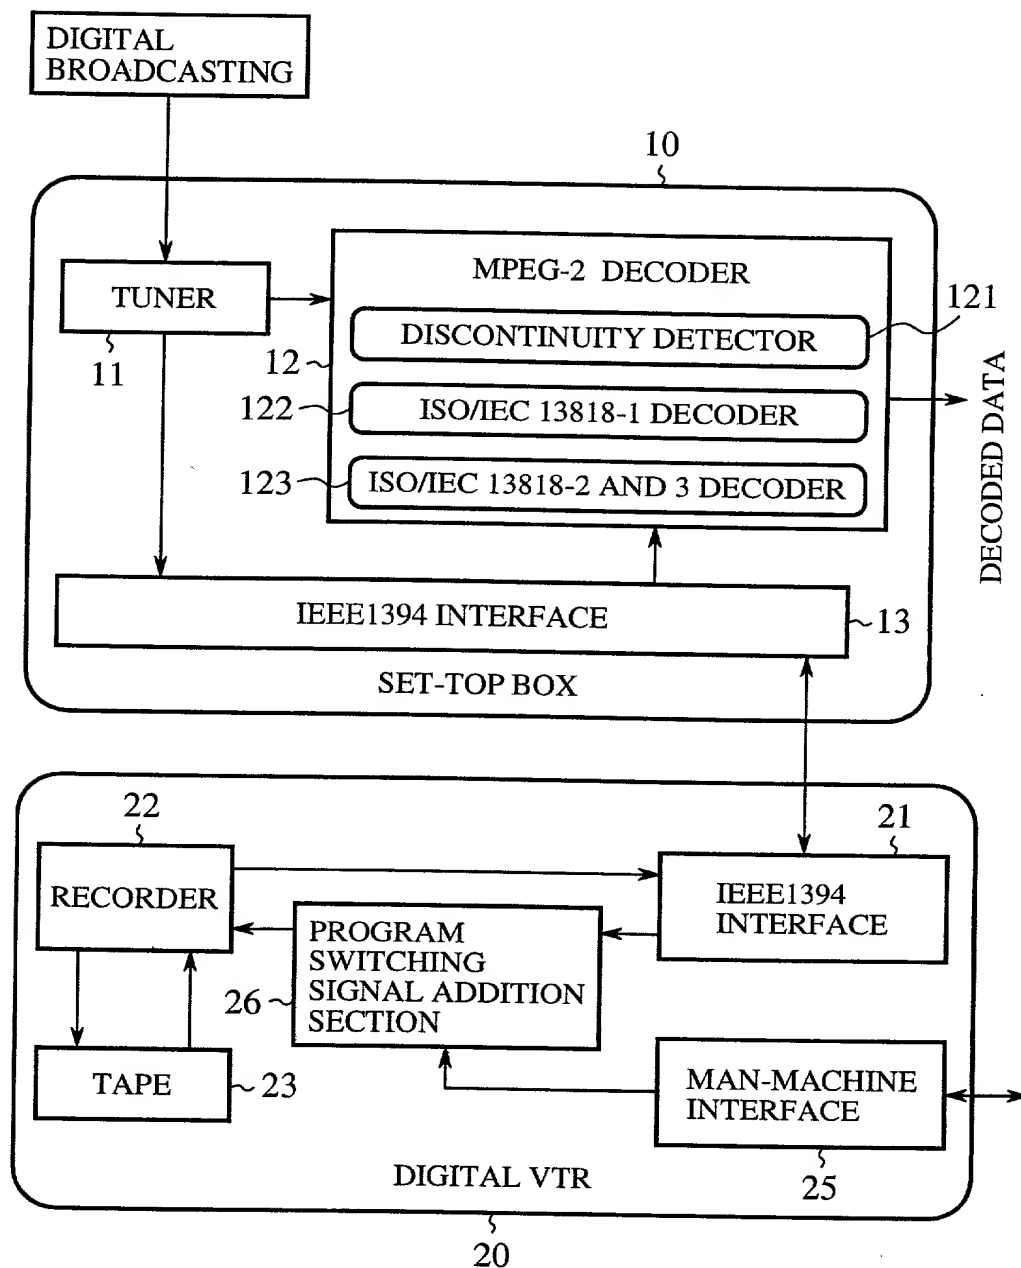 DIGITAL
BROADCASTING
10
TUNER
11
MPEG-2 DECODER
12
DISCONTINUITY DETECTOR
121
122
ISO/IEC 13818-1 DECODER
123
ISO/IEC 13818-2 AND 3 DECODER
DECODED DATA
IEEE1394 INTERFACE
13
SET-TOP BOX
22
21
RECORDER
IEEE1394
INTERFACE
PROGRAM
SWITCHING
SIGNAL ADDITION
SECTION
26
TAPE
23
MAN-MACHINE
INTERFACE
25
DIGITAL VTR
20